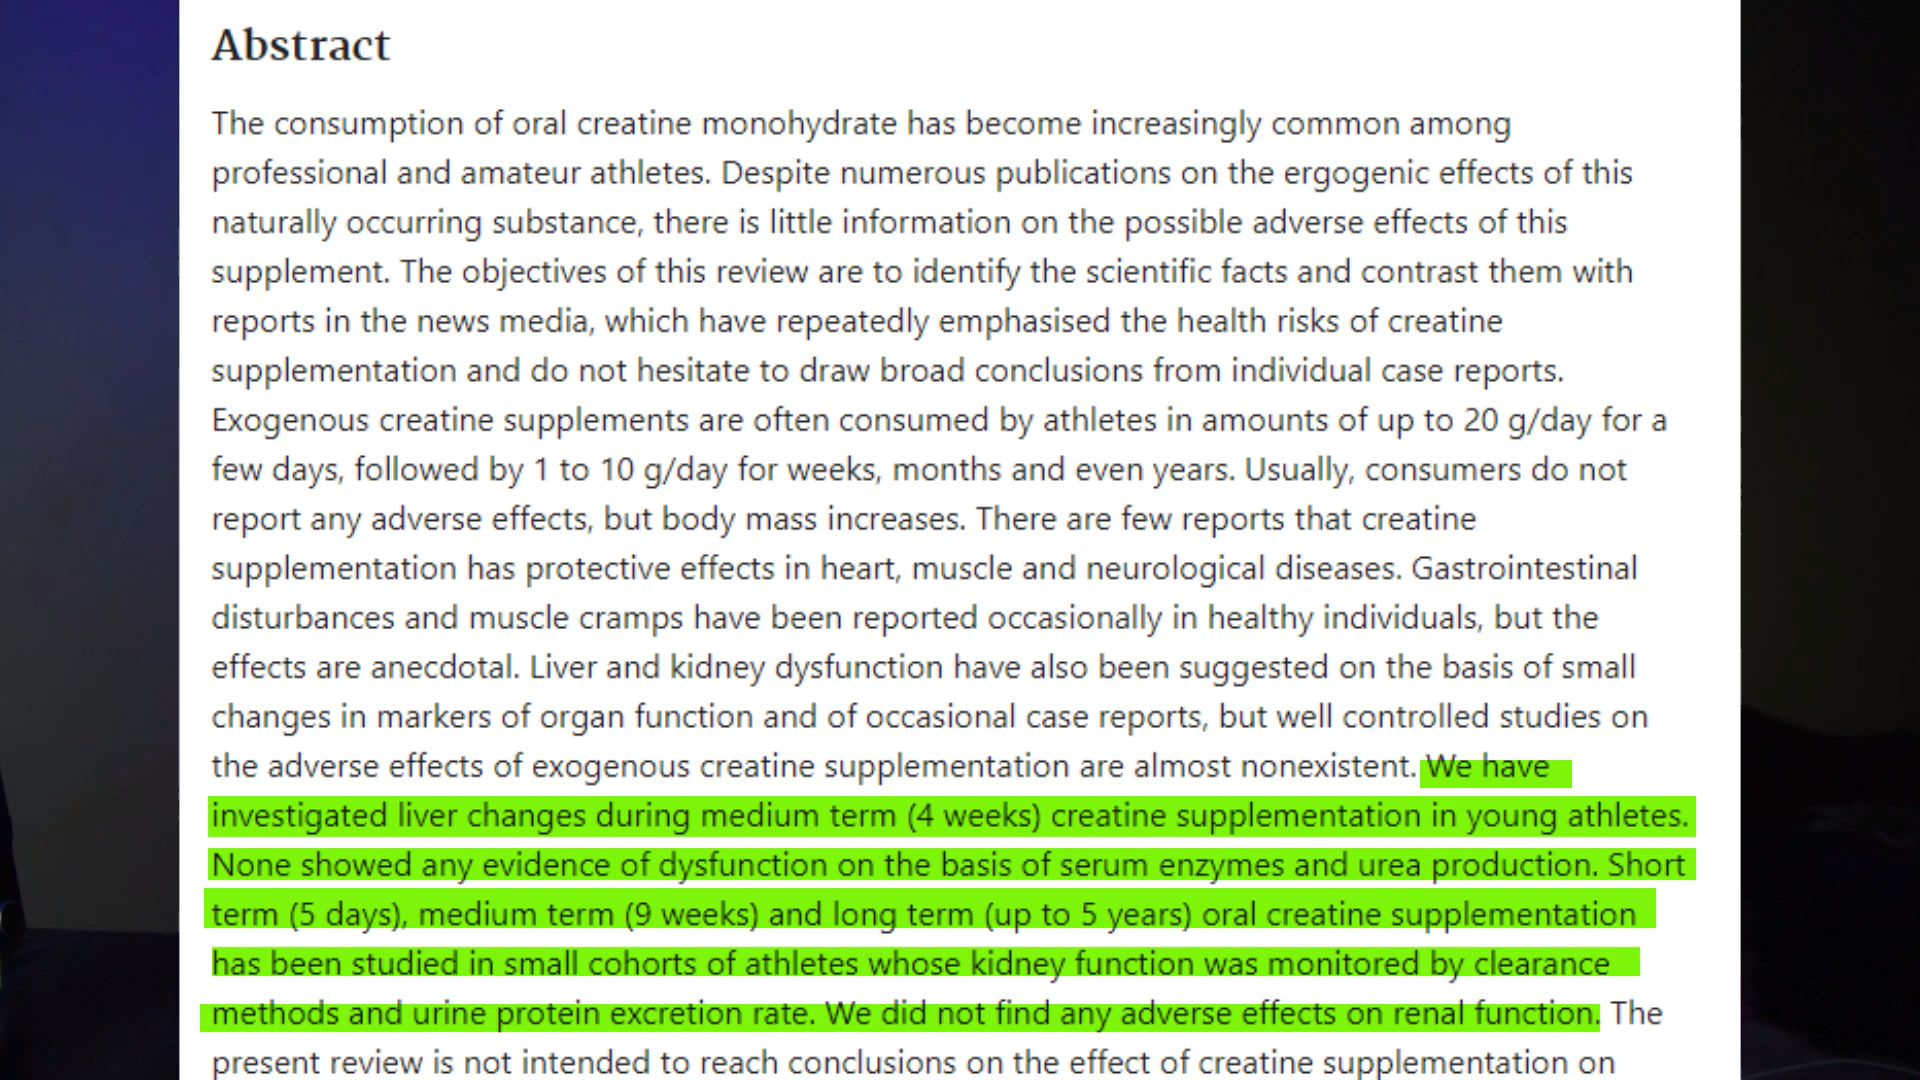 Abstract
The consumption of oral creatine monohydrate has become increasingly common among
professional and amateur athletes. Despite numerous publications on the ergogenic effects of this
naturally occurring substance, there is little information on the possible adverse effects of this
supplement. The objectives of this review are to identify the scientific facts and contrast them with
reports in the news media, which have repeatedly emphasised the health risks of creatine
supplementation and do not hesitate to draw broad conclusions from individual case reports.
Exogenous creatine supplements are often consumed by athletes in amounts of up to 20 g/day for a
few days, followed by 1 to 10 g/day for weeks, months and even years. Usually, consumers do not
report any adverse effects, but body mass increases. There are few reports that creatine
supplementation has protective effects in heart, muscle and neurological diseases. Gastrointestinal
disturbances and muscle cramps have been reported occasionally in healthy individuals, but the
effects are anecdotal. Liver and kidney dysfunction have also been suggested on the basis of small
changes in markers of organ function and of occasional case reports, but well controlled studies on
the adverse effects of exogenous creatine supplementation are almost nonexistent. We have
investigated liver changes during medium term (4 weeks) creatine supplementation in young athletes.
None showed any evidence of dysfunction on the basis of serum enzymes and urea production. Short
term (5 days), medium term (9 weeks) and long term (up to 5 years) oral creatine supplementation
has been studied in small cohorts of athletes whose kidney function was monitored by clearance
methods and urine protein excretion rate. We did not find any adverse effects on renal function. The
present review is not intended to reach conclusions on the effect of creatine supplementation on